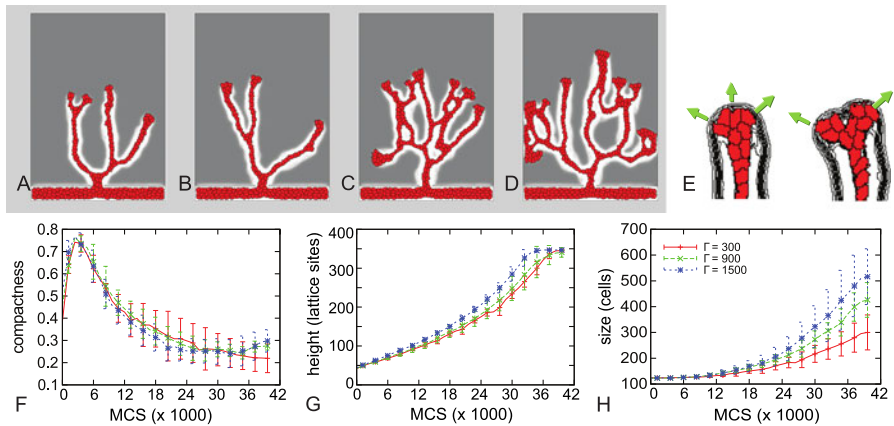 A
B
C
D
E
0.8
0.7
0.6
0.5
0.4
0.3
0.2
0.1
compactness
0
6
12
18
24
30
36
42
MCS (x 1000)
F
400
300
200
100
0
height (lattice sites)
0
6
12
18
24
30
36
42
MCS (x 1000)
G
700
600
500
400
300
200
100
size (cells)
Γ = 300
Γ = 900
Γ = 1500
0
6
12
18
24
30
36
42
MCS (x 1000)
H